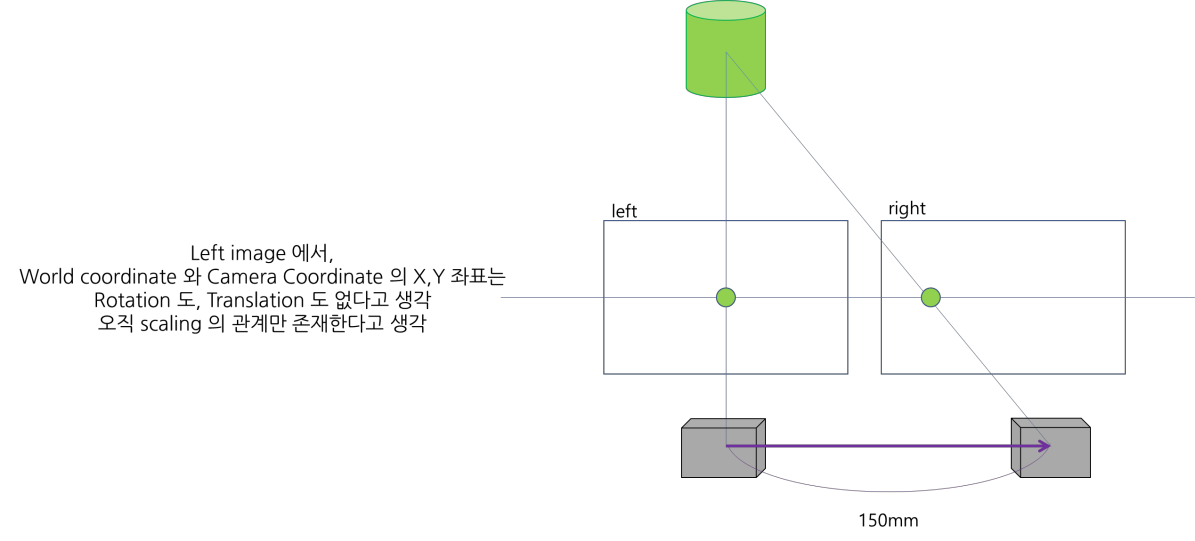 left
right
Left image 에서,
World coordinate 와 Camera Coordinate 의 X,Y 좌표는
Rotation 도, Translation 도 없다고 생각
오직 scaling 의 관계만 존재한다고 생각
150mm